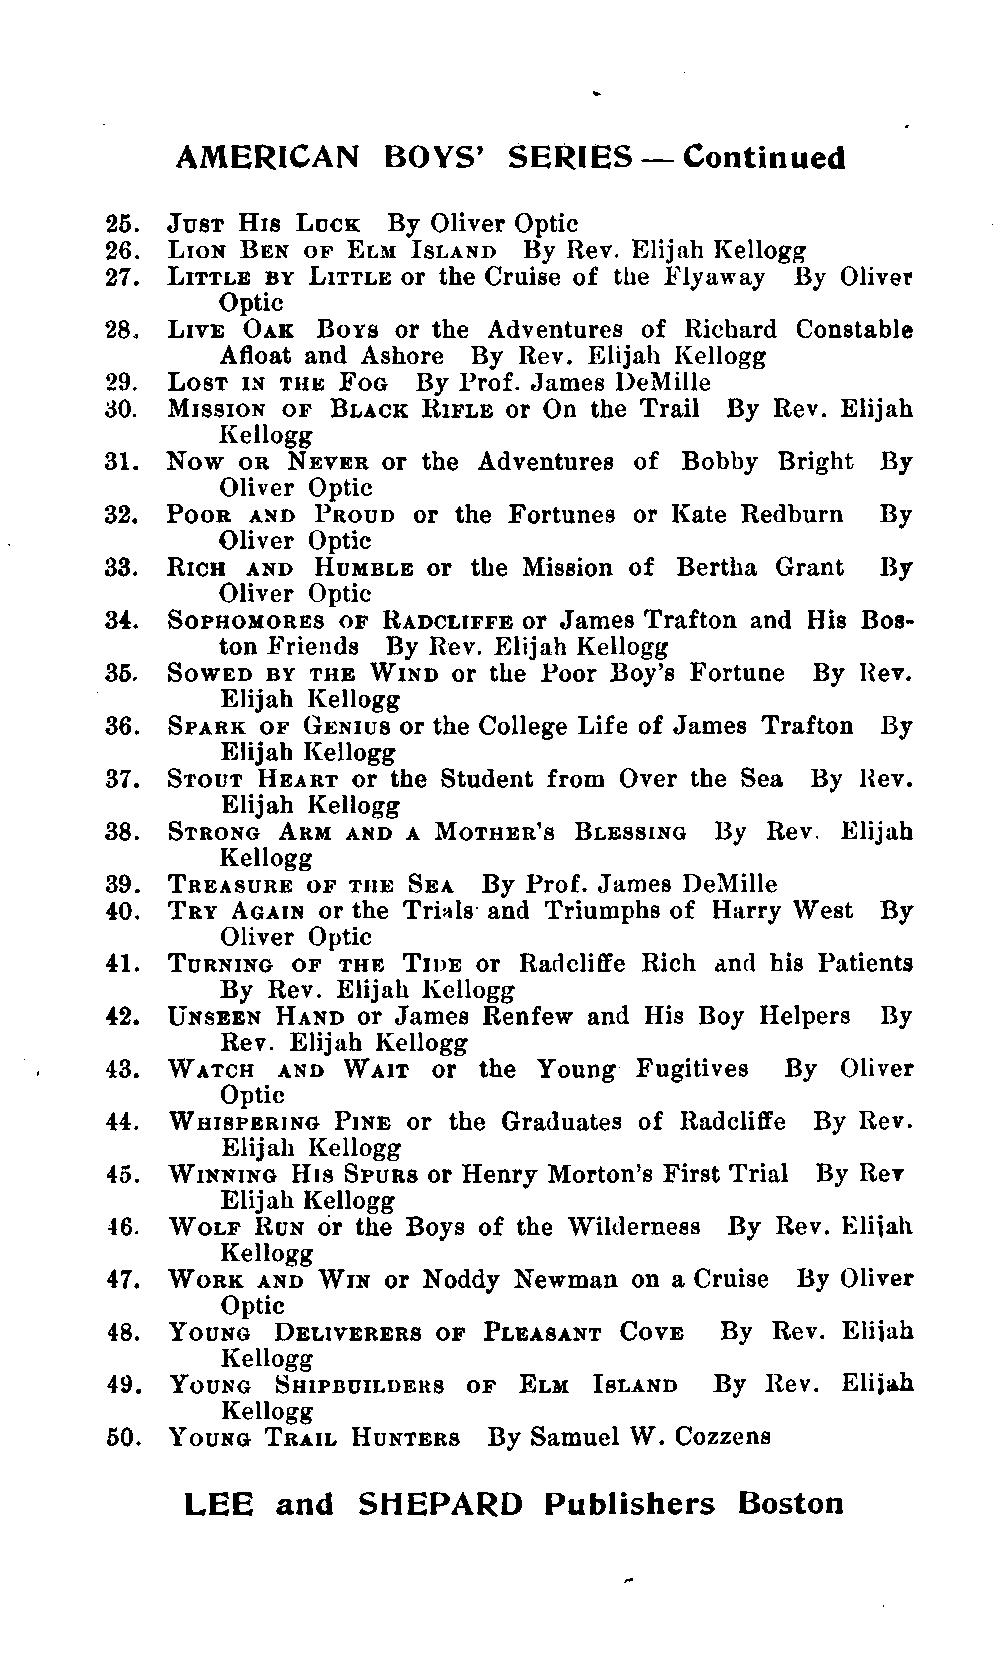 AMERICAN BOYS' SERIES — Continued
25. JUST HIS LUCK By Oliver Optic
26. LION BEN OF ELM ISLAND By Rev. Elijah Kellogg
27. LITTLE BY LITTLE or the Cruise of the Flyaway By Oliver
Optic
28. LIVE OAK BOYS or the Adventures of Richard Constable
Afloat and Ashore By Rev. Elijah Kellogg
29. LOST IN THE FOG By Prof. James DeMille
30. MISSION OF BLACK RIFLE or On the Trail By Rev. Elijah
Kellogg
31. NOW OR NEVER or the Adventures of Bobby Bright By
Oliver Optic
32. POOR AND PROUD or the Fortunes or Kate Redburn By
Oliver Optic
33. RICH AND HUMBLE or the Mission of Bertha Grant By
Oliver Optic
34. SOPHOMORES OF RADCLIFFE or James Trafton and His Bos-
ton Friends By Rev. Elijah Kellogg
35. SOWED BY THE WIND or the Poor Boy's Fortune By Rev.
Elijah Kellogg
36. SPARK OF GENIUS or the College Life of James Trafton By
Elijah Kellogg
37. STOUT HEART or the Student from Over the Sea By Rev.
Elijah Kellogg
38. STRONG ARM AND A MOTHER'S BLESSING By Rev. Elijah
Kellogg
39. TREASURE OF THE SEA By Prof. James DeMille
40. TRY AGAIN or the Trials and Triumphs of Harry West By
Oliver Optic
41. TURNING OF THE TIDE or Radcliffe Rich and his Patients
By Rev. Elijah Kellogg
42. UNSEEN HAND or James Renfew and His Boy Helpers By
Rev. Elijah Kellogg
43. WATCH AND WAIT or the Young Fugitives By Oliver
Optic
44. WHISPERING PINE or the Graduates of Radcliffe By Rev.
Elijah Kellogg
45. WINNING HIS SPURS or Henry Morton's First Trial By Rev
Elijah Kellogg
46. WOLF RUN or the Boys of the Wilderness By Rev. Elijah
Kellogg
47. WORK AND WIN or Noddy Newman on a Cruise By Oliver
Optic
48. YOUNG DELIVERERS OF PLEASANT COVE By Rev. Elijah
Kellogg
49. YOUNG SHIPBUILDERS OF ELM ISLAND By Rev. Elijah
Kellogg
50. YOUNG TRAIL HUNTERS By Samuel W. Cozzens
LEE and SHEPARD Publishers Boston